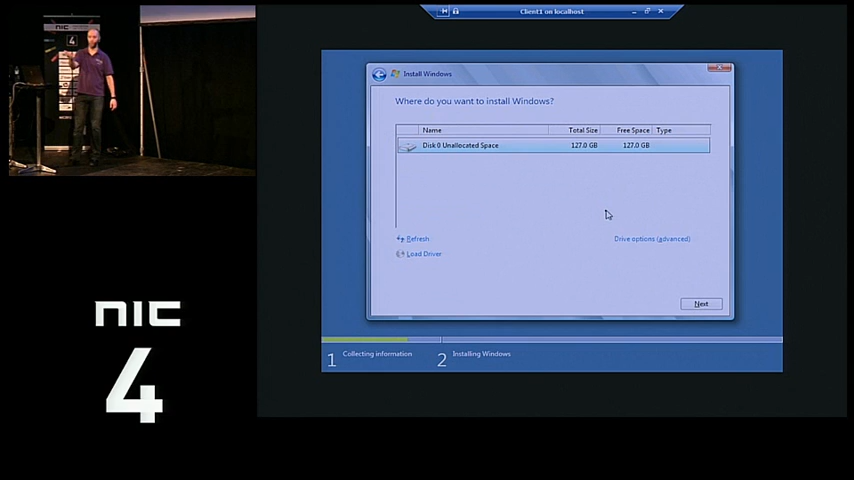 nic
4
Client1 on localhost
Install Windows
Where do you want to install Windows?
Name Total Size Free Space Type
Disk 0 Unallocated Space 127.0 GB 127.0 GB
Refresh
Drive options (advanced)
Load Driver
Next
1 Collecting information 2 Installing Windows
nic
4